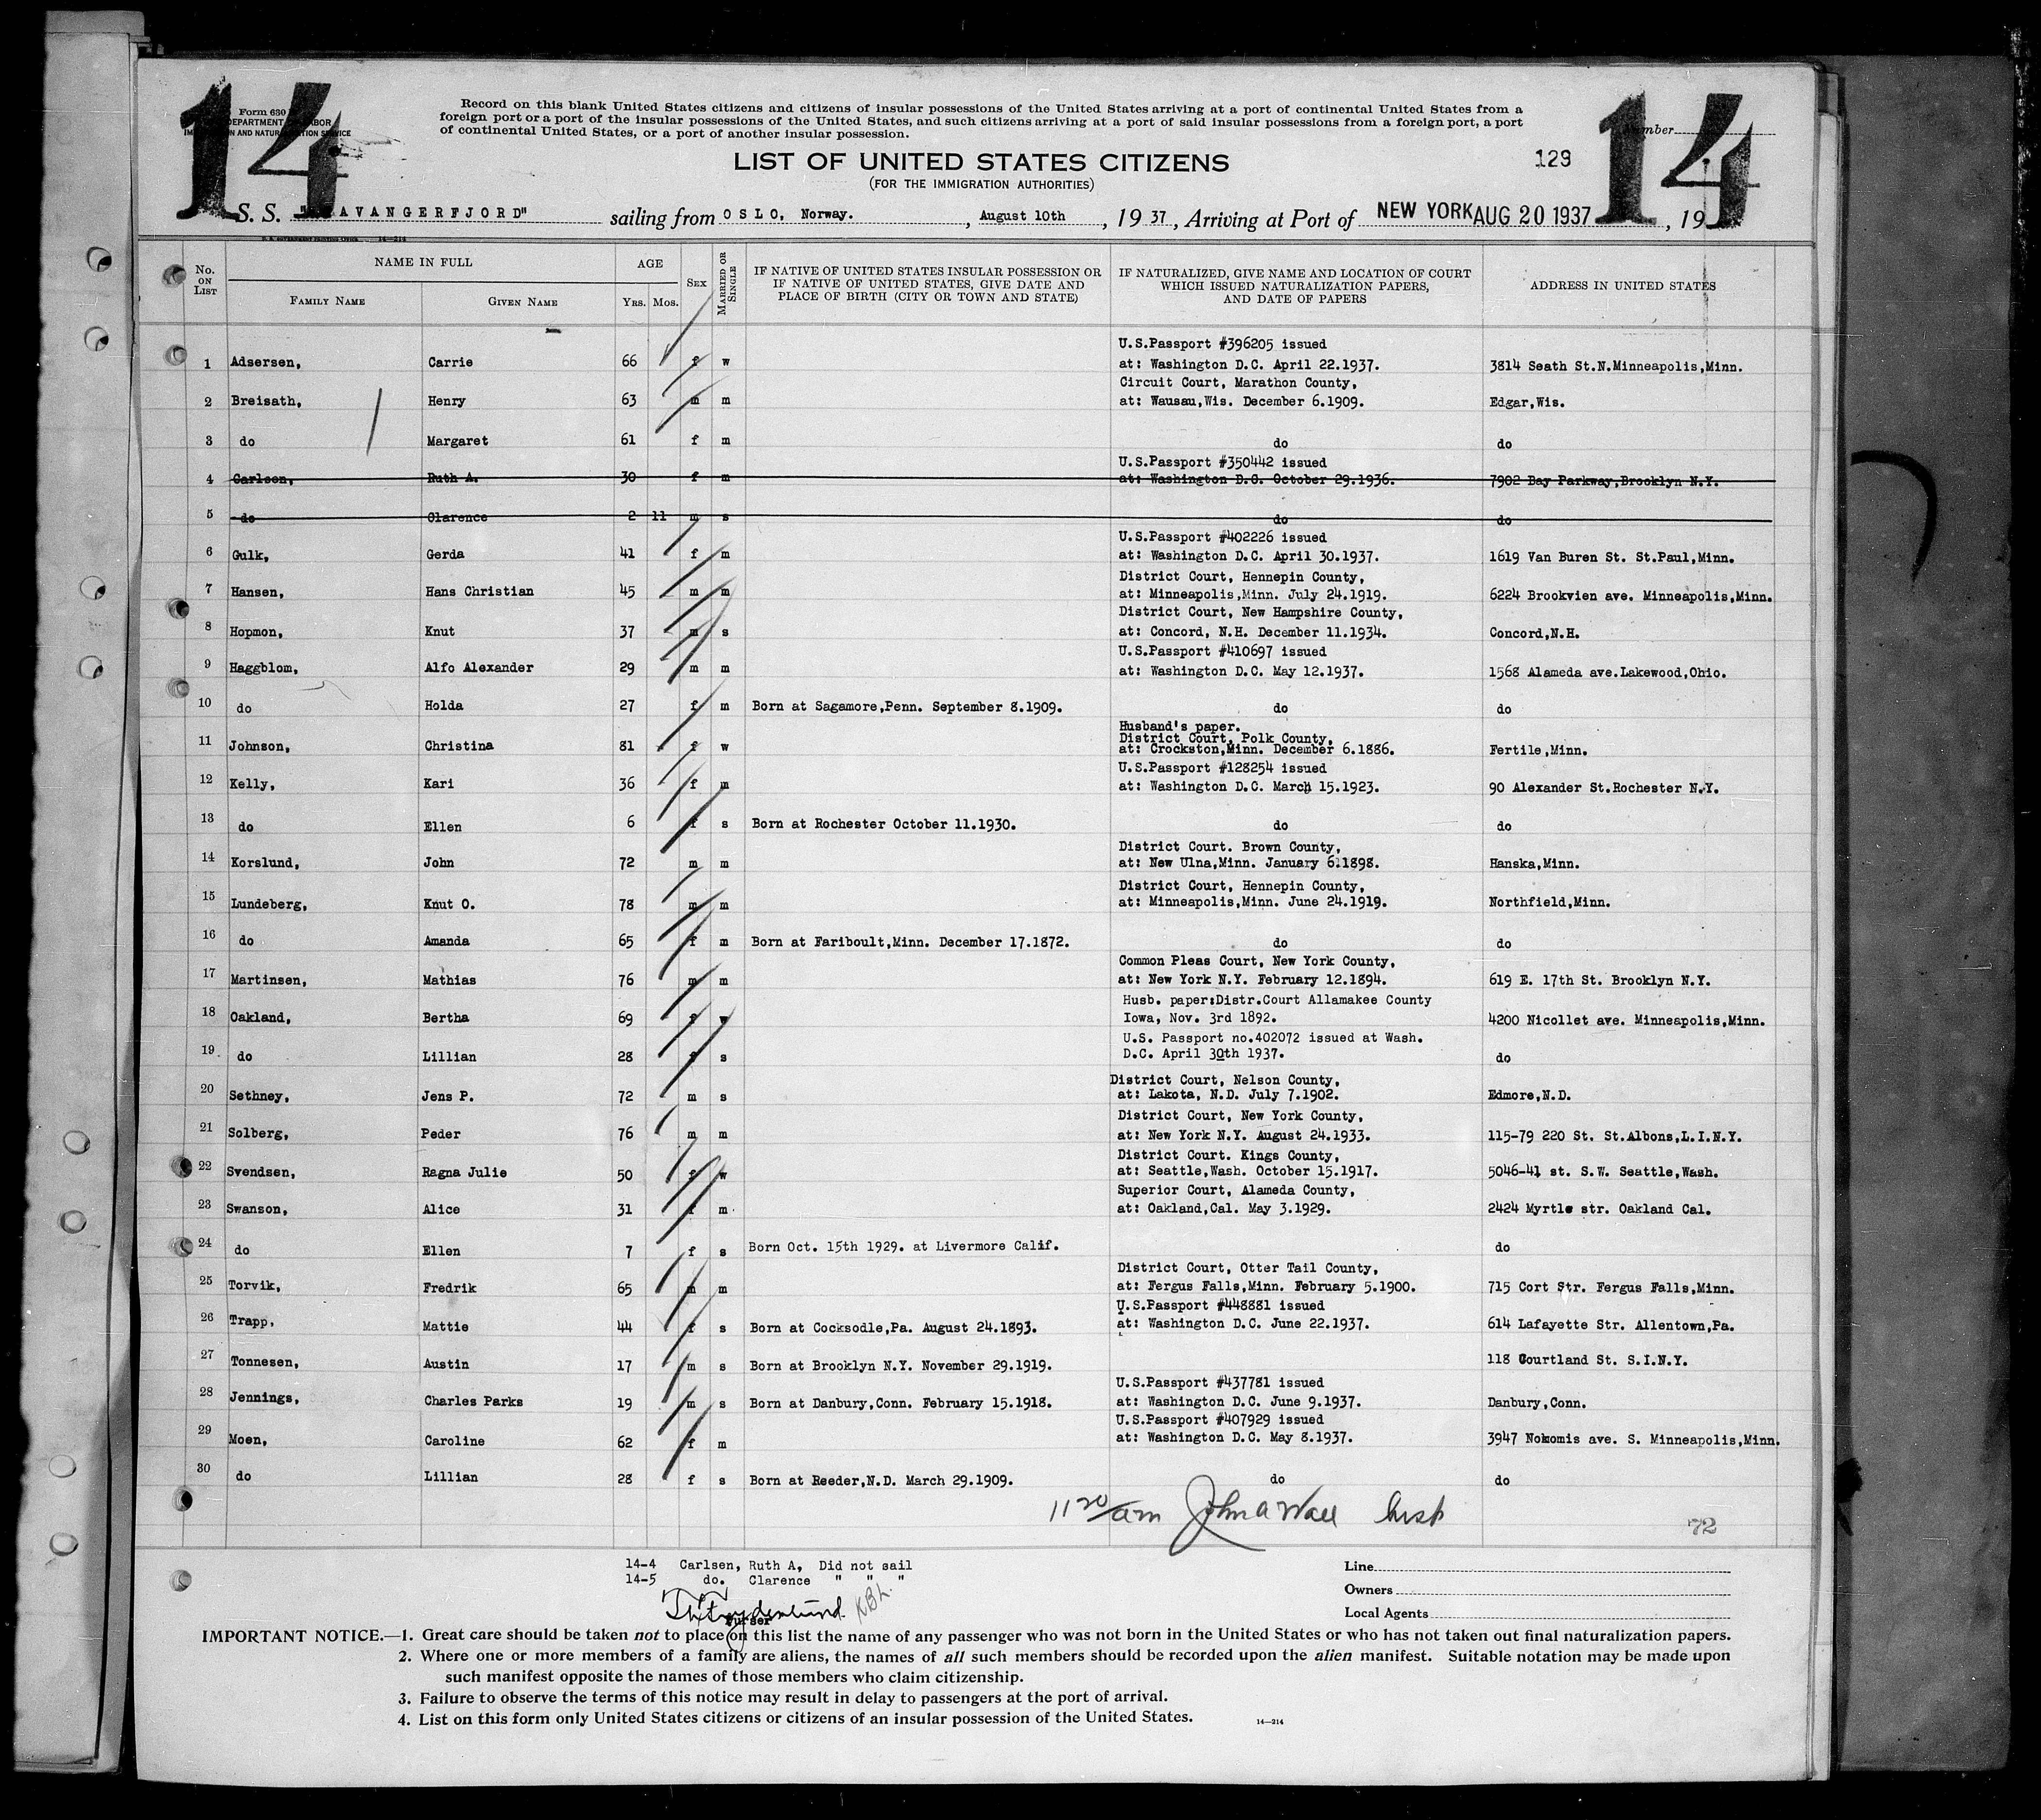 14
14
Form 630
Record on this blank United States citizens and citizens of insular possessions of the United States arriving at a port of continental United States from a
foreign port or a port of the insular possessions of the United States, and such citizens arriving at a port of said insular possessions from a foreign port, a port
of continental United States, or a port of another insular possession.
LIST OF UNITED STATES CITIZENS
(FOR THE IMMIGRATION AUTHORITIES)
129
S. S. AVANGERFJORD" sailing from OSLO, Norway. , August 10th , 19 37 , Arriving at Port of NEW YORK AUG 20 1937 , 19
No. ON LIST NAME IN FULL AGE SEX MARRIED OR SINGLE IF NATIVE OF UNITED STATES INSULAR POSSESSION OR IF NATIVE OF UNITED STATES, GIVE DATE AND PLACE OF BIRTH (CITY OR TOWN AND STATE) IF NATURALIZED, GIVE NAME AND LOCATION OF COURT WHICH ISSUED NATURALIZATION PAPERS, AND DATE OF PAPERS ADDRESS IN UNITED STATES
FAMILY NAME GIVEN NAME YRS. MOS.
U.S.Passport #396205 issued
1 Adsersen, Carrie 66 f w at: Washington D.C. April 22.1937. 3814 Seath St.N.Minneapolis,Minn.
Circuit Court, Marathon County,
2 Breisath, Henry 63 m m at: Wausau,Wis. December 6.1909. Edgar,Wis.
3 do Margaret 61 f m do do
U.S.Passport #350442 issued
4 Carlsen, Ruth A. 30 f m at: Washington D.C. October 29.1936. 7902 Bay Parkway,Brooklyn N.Y.
5 do Clarence 2 11 m s do do
U.S.Passport #402226 issued
6 Gulk, Gerda 41 f m at: Washington D.C. April 30.1937. 1619 Van Buren St. St.Paul,Minn.
District Court, Hennepin County,
7 Hansen, Hans Christian 45 m m at: Minneapolis,Minn. July 24.1919. 6224 Brookvien ave. Minneapolis,Minn.
District Court, New Hampshire County,
8 Hopmon, Knut 37 m s at: Concord, N.H. December 11.1934. Concord,N.H.
U.S.Passport #410697 issued
9 Haggblom, Alfo Alexander 29 m m at: Washington D.C. May 12.1937. 1568 Alameda ave.Lakewood,Ohio.
10 do Holda 27 f m Born at Sagamore,Penn. September 8.1909. do do
Husband's paper.
District Court, Polk County,
11 Johnson, Christina 81 f w at: Crockston,Minn. December 6.1886. Fertile,Minn.
U.S.Passport #128254 issued
12 Kelly, Kari 36 f m at: Washington D.C. March 15.1923. 90 Alexander St.Rochester N.Y.
13 do Ellen 6 f s Born at Rochester October 11.1930. do do
District Court. Brown County,
14 Korslund, John 72 m m at: New Ulna,Minn. January 6.1898. Hanska,Minn.
District Court, Hennepin County,
15 Lundeberg, Knut O. 78 m m at: Minneapolis,Minn. June 24.1919. Northfield,Minn.
16 do Amanda 65 f m Born at Fariboult,Minn. December 17.1872. do do
Common Pleas Court, New York County,
17 Martinsen, Mathias 76 m m at: New York N.Y. February 12.1894. 619 E. 17th St. Brooklyn N.Y.
Husb. paper:Distr.Court Allamakee County
18 Oakland, Bertha 69 f w Iowa, Nov. 3rd 1892. 4200 Nicollet ave. Minneapolis,Minn.
U.S. Passport no.402072 issued at Wash.
19 do Lillian 28 f s D.C. April 30th 1937. do
District Court, Nelson County,
20 Sethney, Jens P. 72 m s at: Lakota, N.D. July 7.1902. Edmore,N.D.
District Court, New York County,
21 Solberg, Peder 76 m m at: New York N.Y. August 24.1933. 115-79 220 St. St.Albons,L.I.N.Y.
District Court. Kings County,
22 Svendsen, Ragna Julie 50 f w at: Seattle,Wash. October 15.1917. 5046-41 st. S.W. Seattle,Wash.
Superior Court, Alameda County,
23 Swanson, Alice 31 f m at: Oakland,Cal. May 3.1929. 2424 Myrtle str. Oakland Cal.
24 do Ellen 7 f s Born Oct. 15th 1929. at Livermore Calif. do
District Court, Otter Tail County,
25 Torvik, Fredrik 65 m m at: Fergus Falls,Minn. February 5.1900. 715 Cort Str. Fergus Falls,Minn.
U.S.Passport #448881 issued
26 Trapp, Mattie 44 f s Born at Cocksodle,Pa. August 24.1893. at: Washington D.C. June 22.1937. 614 Lafayette Str. Allentown,Pa.
27 Tonnesen, Austin 17 m s Born at Brooklyn N.Y. November 29.1919. 118 Courtland St. S.I.N.Y.
U.S.Passport #437781 issued
28 Jennings, Charles Parks 19 m s Born at Danbury,Conn. February 15.1918. at: Washington D.C. June 9.1937. Danbury,Conn.
U.S.Passport #407929 issued
29 Moen, Caroline 62 f m at: Washington D.C. May 8.1937. 3947 Nokomis ave. S. Minneapolis,Minn.
30 do Lillian 28 f s Born at Reeder,N.D. March 29.1909. do do
11 20/am John A Wall Insp
72
14-4 Carlsen, Ruth A, Did not sail
14-5 do. Clarence " " "
KBL.
Purser
Line
Owners
Local Agents
IMPORTANT NOTICE.—1. Great care should be taken not to place on this list the name of any passenger who was not born in the United States or who has not taken out final naturalization papers.
2. Where one or more members of a family are aliens, the names of all such members should be recorded upon the alien manifest. Suitable notation may be made upon
such manifest opposite the names of those members who claim citizenship.
3. Failure to observe the terms of this notice may result in delay to passengers at the port of arrival.
4. List on this form only United States citizens or citizens of an insular possession of the United States.
14—214